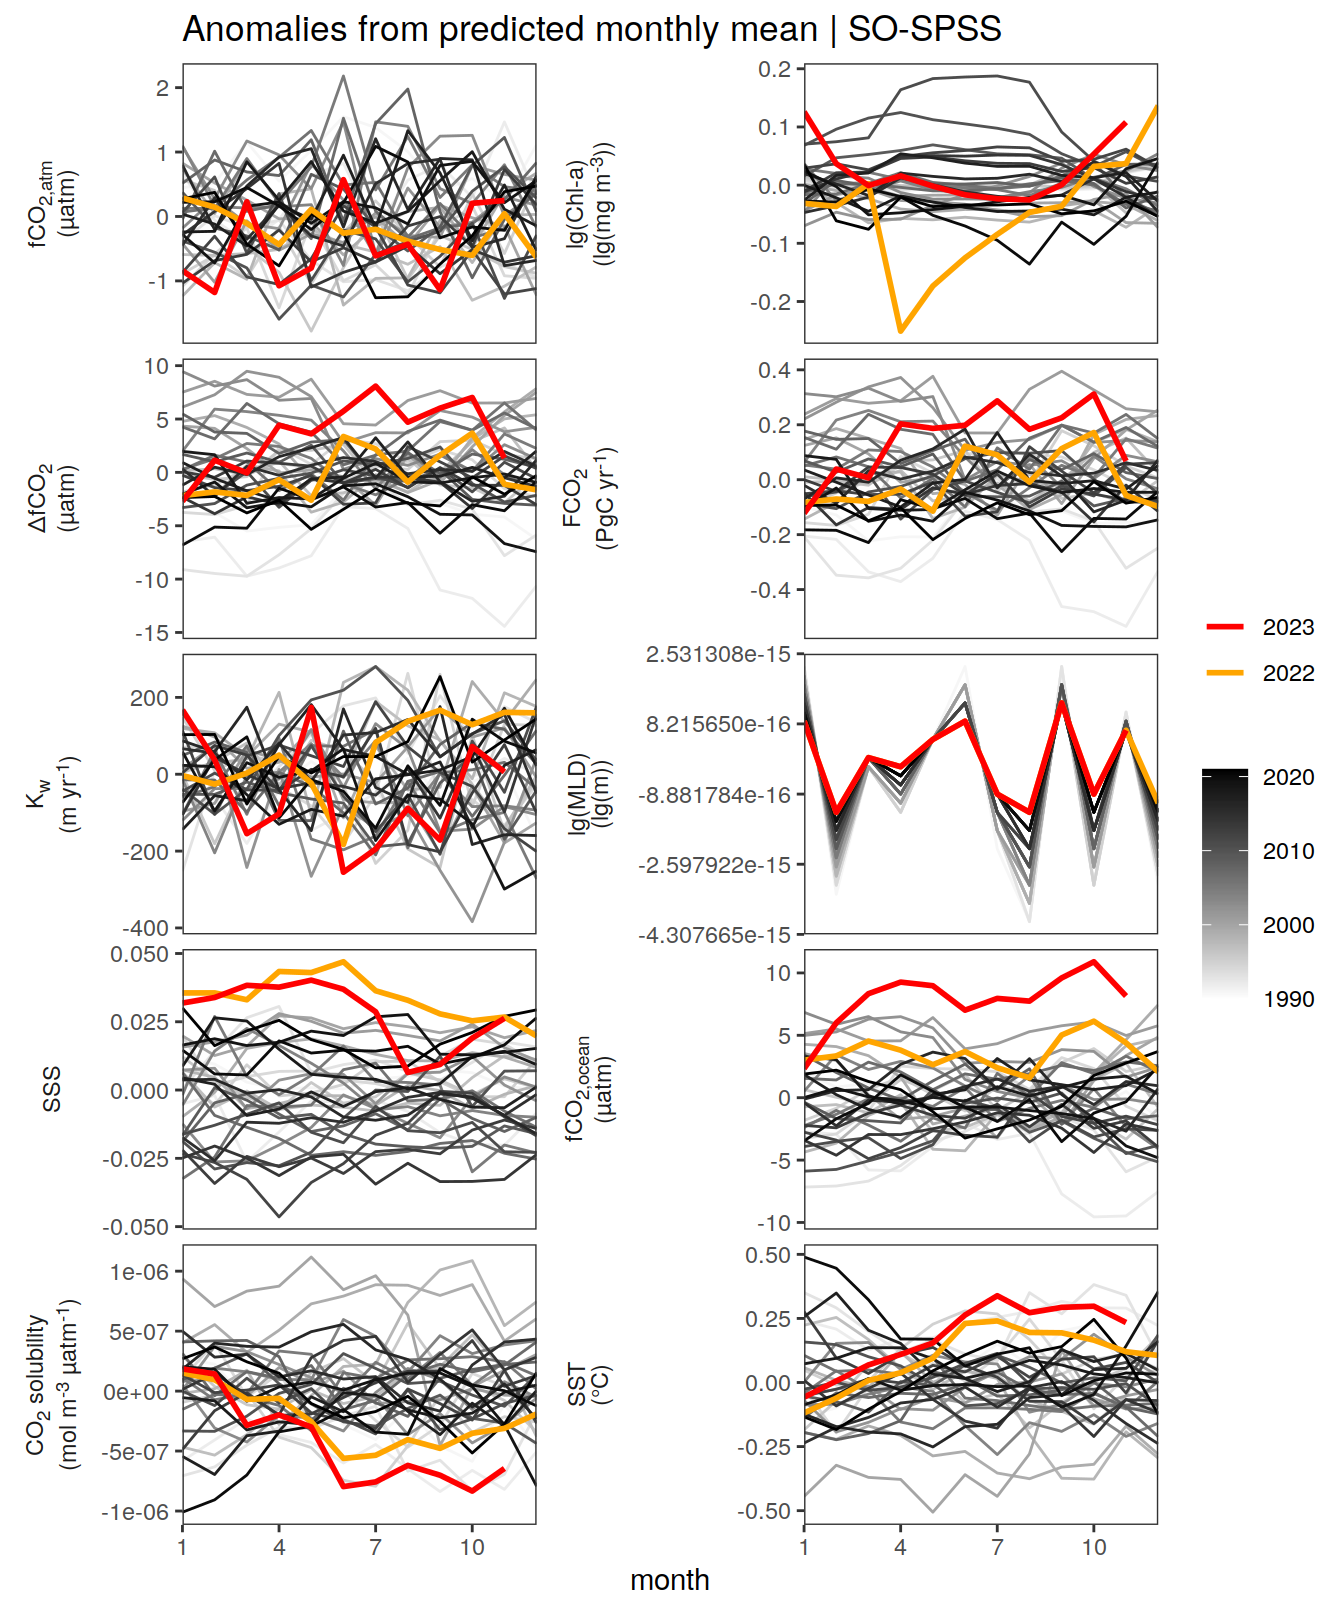 Anomalies from predicted monthly mean | SO-SPSS
fCO2,atm
(µatm)
2
1
0
-1
lg(Chl-a)
(lg(mg m-3))
0.2
0.1
0.0
-0.1
-0.2
ΔfCO2
(µatm)
10
5
0
-5
-10
-15
FCO2
(PgC yr-1)
0.4
0.2
0.0
-0.2
-0.4
Kw
(m yr-1)
200
0
-200
-400
lg(MLD)
(lg(m))
2.531308e-15
8.215650e-16
-8.881784e-16
-2.597922e-15
-4.307665e-15
SSS
0.050
0.025
0.000
-0.025
-0.050
fCO2,ocean
(µatm)
10
5
0
-5
-10
CO2 solubility
(mol m-3 µatm-1)
1e-06
5e-07
0e+00
-5e-07
-1e-06
SST
(°C)
0.50
0.25
0.00
-0.25
-0.50
1 4 7 10
1 4 7 10
month
2023
2022
2020
2010
2000
1990